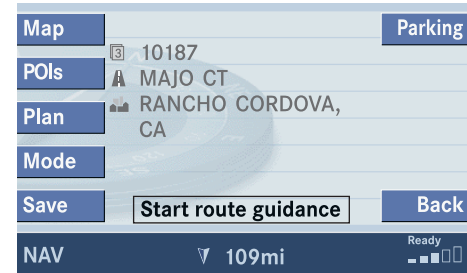 Map
Parking
10187
POIs
MAJO CT
RANCHO CORDOVA,
Plan
CA
Mode
Save
Start route guidance
Back
NAV
109mi
Ready